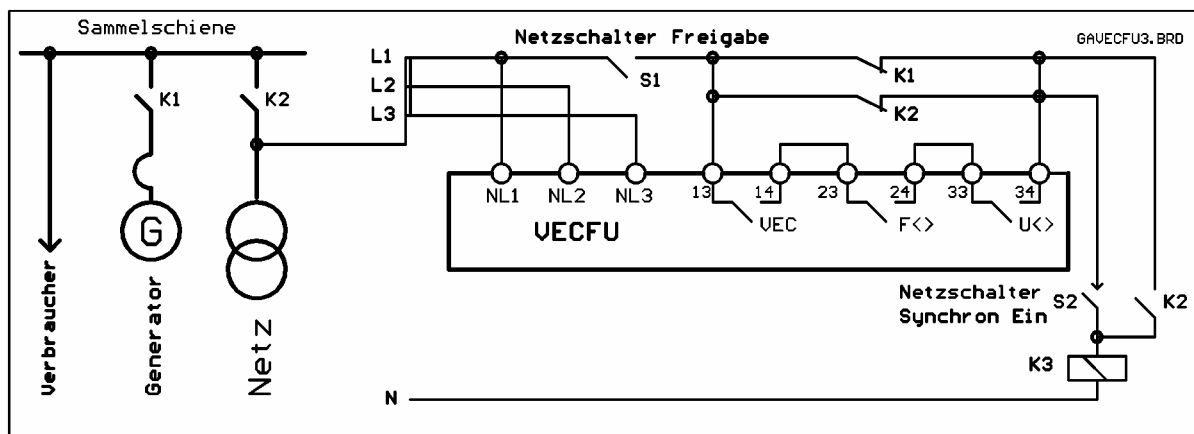 Sammelschiene
Netzschalter Freigabe
GAVECFU3.BRD
L1
S1
K1
L2
K1
K2
K2
L3
NL1
NL2
NL3
13
14
23
24
33
34
VECFU
VEC
F<>
U<>
G
Verbraucher
Generator
Netz
Netzschalter
Synchron Ein
S2
K2
K3
N